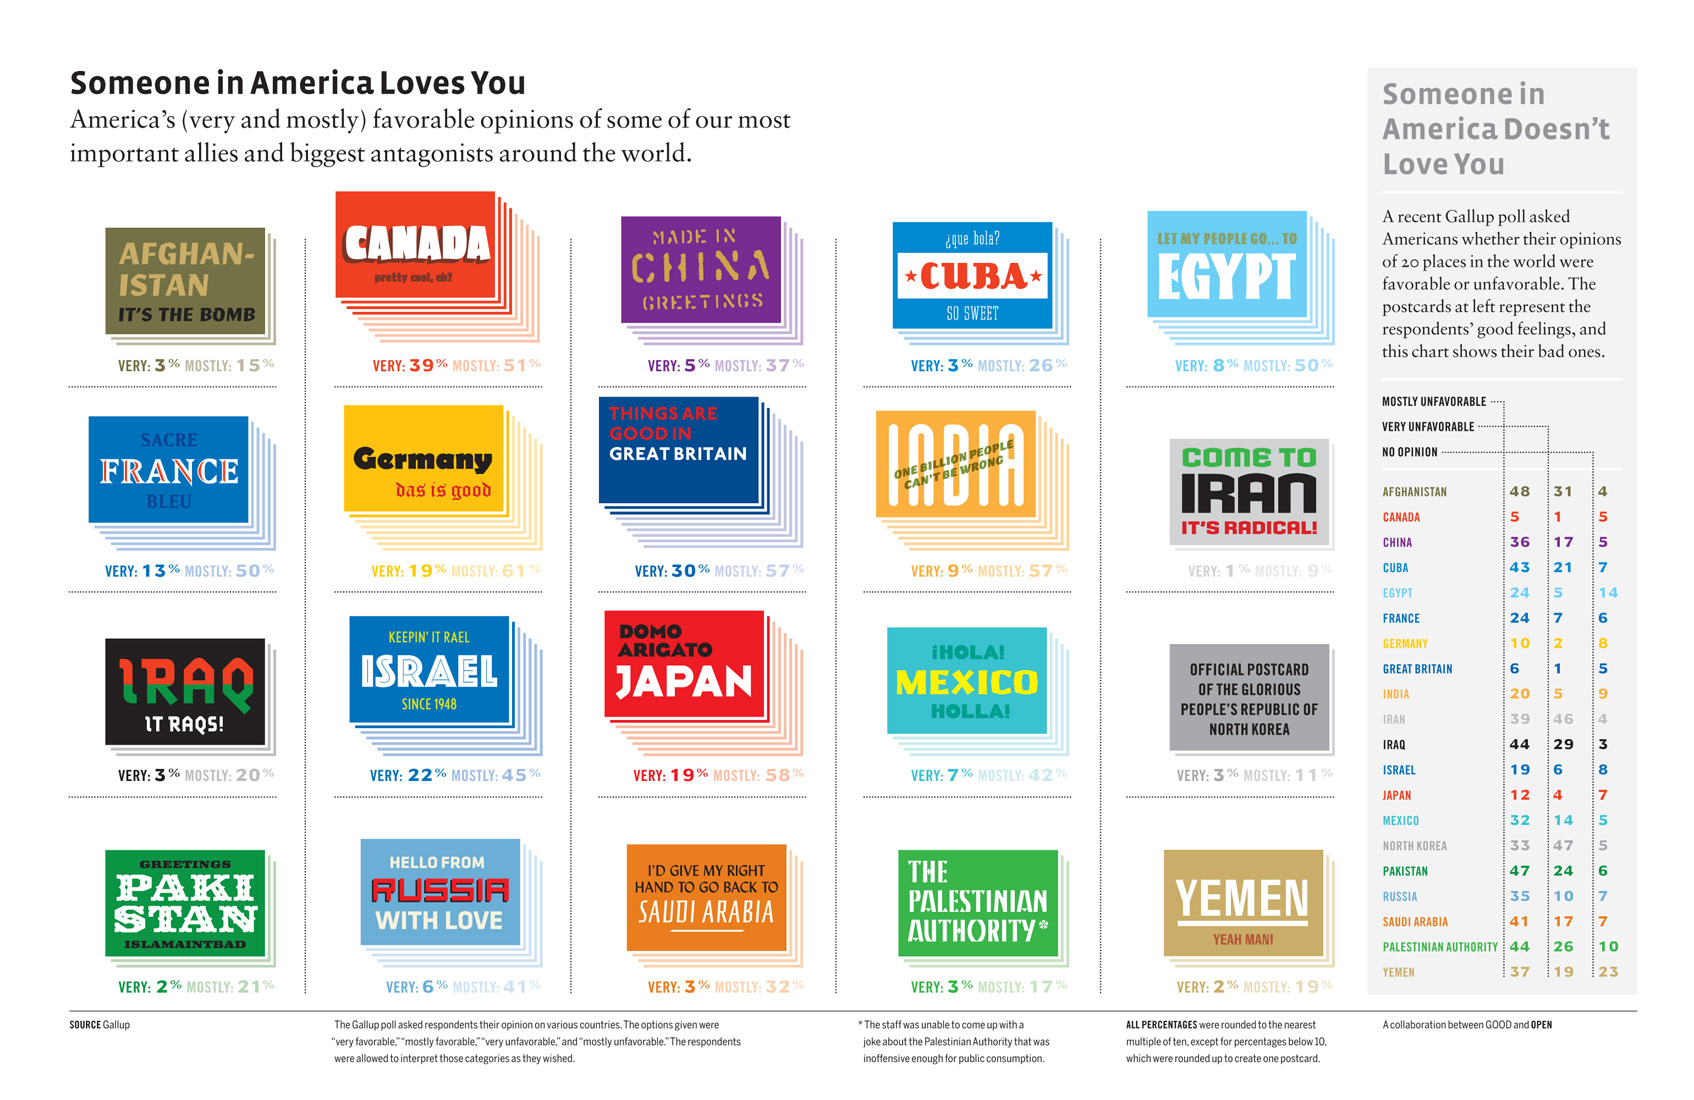 Someone in America Loves You
America's (very and mostly) favorable opinions of some of our most
important allies and biggest antagonists around the world.
AFGHAN-
ISTAN
IT'S THE BOMB
VERY: 3% MOSTLY: 15%
CANADA
pretty cool, eh?
VERY: 39% MOSTLY: 51%
MADE IN
CHINA
GREETINGS
VERY: 5% MOSTLY: 37%
¿que bola?
★CUBA★
SO SWEET
VERY: 3% MOSTLY: 26%
LET MY PEOPLE GO... TO
EGYPT
VERY: 8% MOSTLY: 50%
SACRE
FRANCE
BLEU
VERY: 13% MOSTLY: 50%
Germany
das is good
VERY: 19% MOSTLY: 61%
THINGS ARE
GOOD IN
GREAT BRITAIN
VERY: 30% MOSTLY: 57%
INDIA
ONE BILLION PEOPLE
CAN'T BE WRONG
VERY: 9% MOSTLY: 57%
COME TO
IRAN
IT'S RADICAL!
VERY: 1% MOSTLY: 9%
IRAQ
IT RAQS!
VERY: 3% MOSTLY: 20%
KEEPIN' IT RAEL
ISRAEL
SINCE 1948
VERY: 22% MOSTLY: 45%
DOMO
ARIGATO
JAPAN
VERY: 19% MOSTLY: 58%
¡HOLA!
MEXICO
HOLLA!
VERY: 7% MOSTLY: 42%
OFFICIAL POSTCARD
OF THE GLORIOUS
PEOPLE'S REPUBLIC OF
NORTH KOREA
VERY: 3% MOSTLY: 11%
GREETINGS
PAKI
STAN
ISLAMAINTBAD
VERY: 2% MOSTLY: 21%
HELLO FROM
RUSSIA
WITH LOVE
VERY: 6% MOSTLY: 41%
I'D GIVE MY RIGHT
HAND TO GO BACK TO
SAUDI ARABIA
VERY: 3% MOSTLY: 32%
THE
PALESTINIAN
AUTHORITY*
VERY: 3% MOSTLY: 17%
YEMEN
YEAH MAN!
VERY: 2% MOSTLY: 19%
Someone in
America Doesn't
Love You
A recent Gallup poll asked
Americans whether their opinions
of 20 places in the world were
favorable or unfavorable. The
postcards at left represent the
respondents' good feelings, and
this chart shows their bad ones.
MOSTLY UNFAVORABLE
VERY UNFAVORABLE
NO OPINION
AFGHANISTAN 48 31 4
CANADA 5 1 5
CHINA 36 17 5
CUBA 43 21 7
EGYPT 24 5 14
FRANCE 24 7 6
GERMANY 10 2 8
GREAT BRITAIN 6 1 5
INDIA 20 5 9
IRAN 39 46 4
IRAQ 44 29 3
ISRAEL 19 6 8
JAPAN 12 4 7
MEXICO 32 14 5
NORTH KOREA 33 47 5
PAKISTAN 47 24 6
RUSSIA 35 10 7
SAUDI ARABIA 41 17 7
PALESTINIAN AUTHORITY 44 26 10
YEMEN 37 19 23
SOURCE Gallup
The Gallup poll asked respondents their opinion on various countries. The options given were
"very favorable," "mostly favorable," "very unfavorable," and "mostly unfavorable." The respondents
were allowed to interpret those categories as they wished.
* The staff was unable to come up with a
joke about the Palestinian Authority that was
inoffensive enough for public consumption.
ALL PERCENTAGES were rounded to the nearest
multiple of ten, except for percentages below 10,
which were rounded up to create one postcard.
A collaboration between GOOD and OPEN